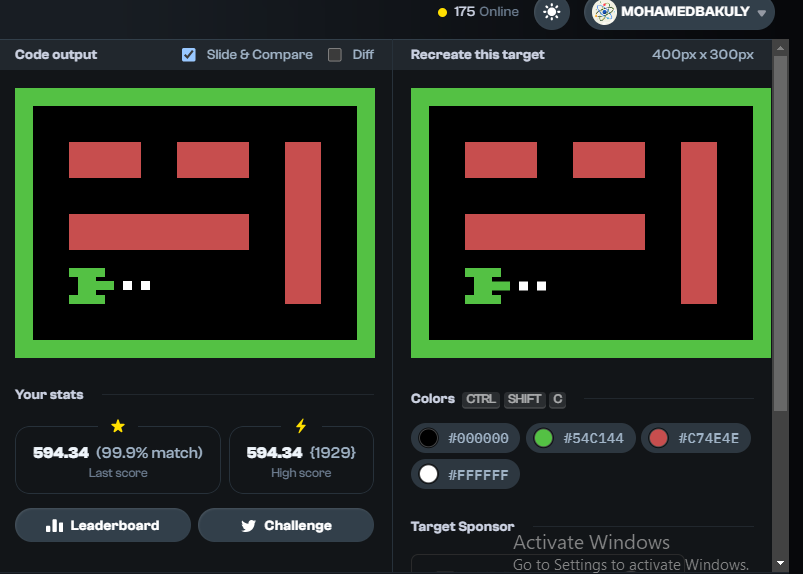 175 Online
MOHAMEDBAKULY
Code output
Slide & Compare
Diff
Recreate this target
400px x 300px
Your stats
594.34 (99.9% match)
Last score
594.34 {1929}
High score
Leaderboard
Challenge
Colors CTRL SHIFT C
#000000
#54C144
#C74E4E
#FFFFFF
Target Sponsor
Activate Windows
Go to Settings to activate Windows.